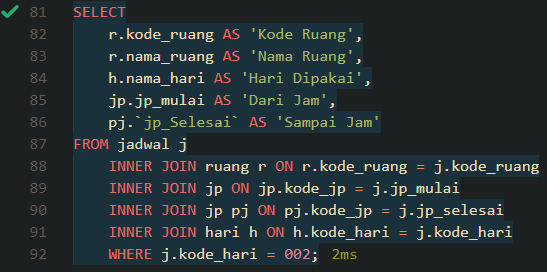 81 SELECT
82 r.kode_ruang AS 'Kode Ruang',
83 r.nama_ruang AS 'Nama Ruang',
84 h.nama_hari AS 'Hari Dipakai',
85 jp.jp_mulai AS 'Dari Jam',
86 pj.`jp_Selesai` AS 'Sampai Jam'
87 FROM jadwal j
88 INNER JOIN ruang r ON r.kode_ruang = j.kode_ruang
89 INNER JOIN jp ON jp.kode_jp = j.jp_mulai
90 INNER JOIN jp pj ON pj.kode_jp = j.jp_selesai
91 INNER JOIN hari h ON h.kode_hari = j.kode_hari
92 WHERE j.kode_hari = 002; 2ms